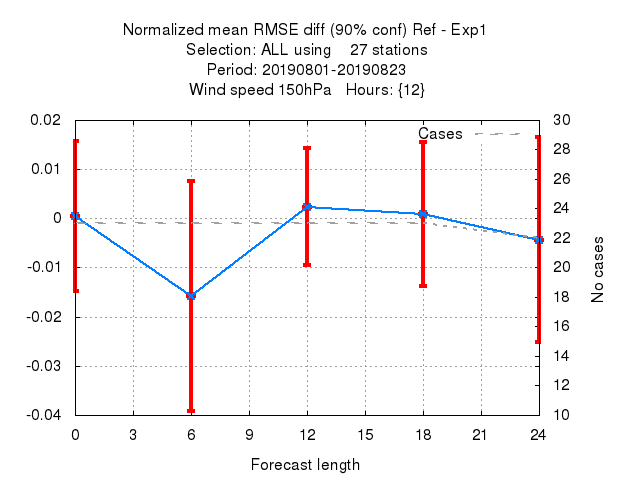 Normalized mean RMSE diff (90% conf) Ref - Exp1
Selection: ALL using    27 stations
Period: 20190801-20190823
Wind speed 150hPa   Hours: {12}
Cases
0.02
0.01
0
-0.01
-0.02
-0.03
-0.04
30
28
26
24
22
20
18
16
14
12
10
No cases
0 3 6 9 12 15 18 21 24
Forecast length